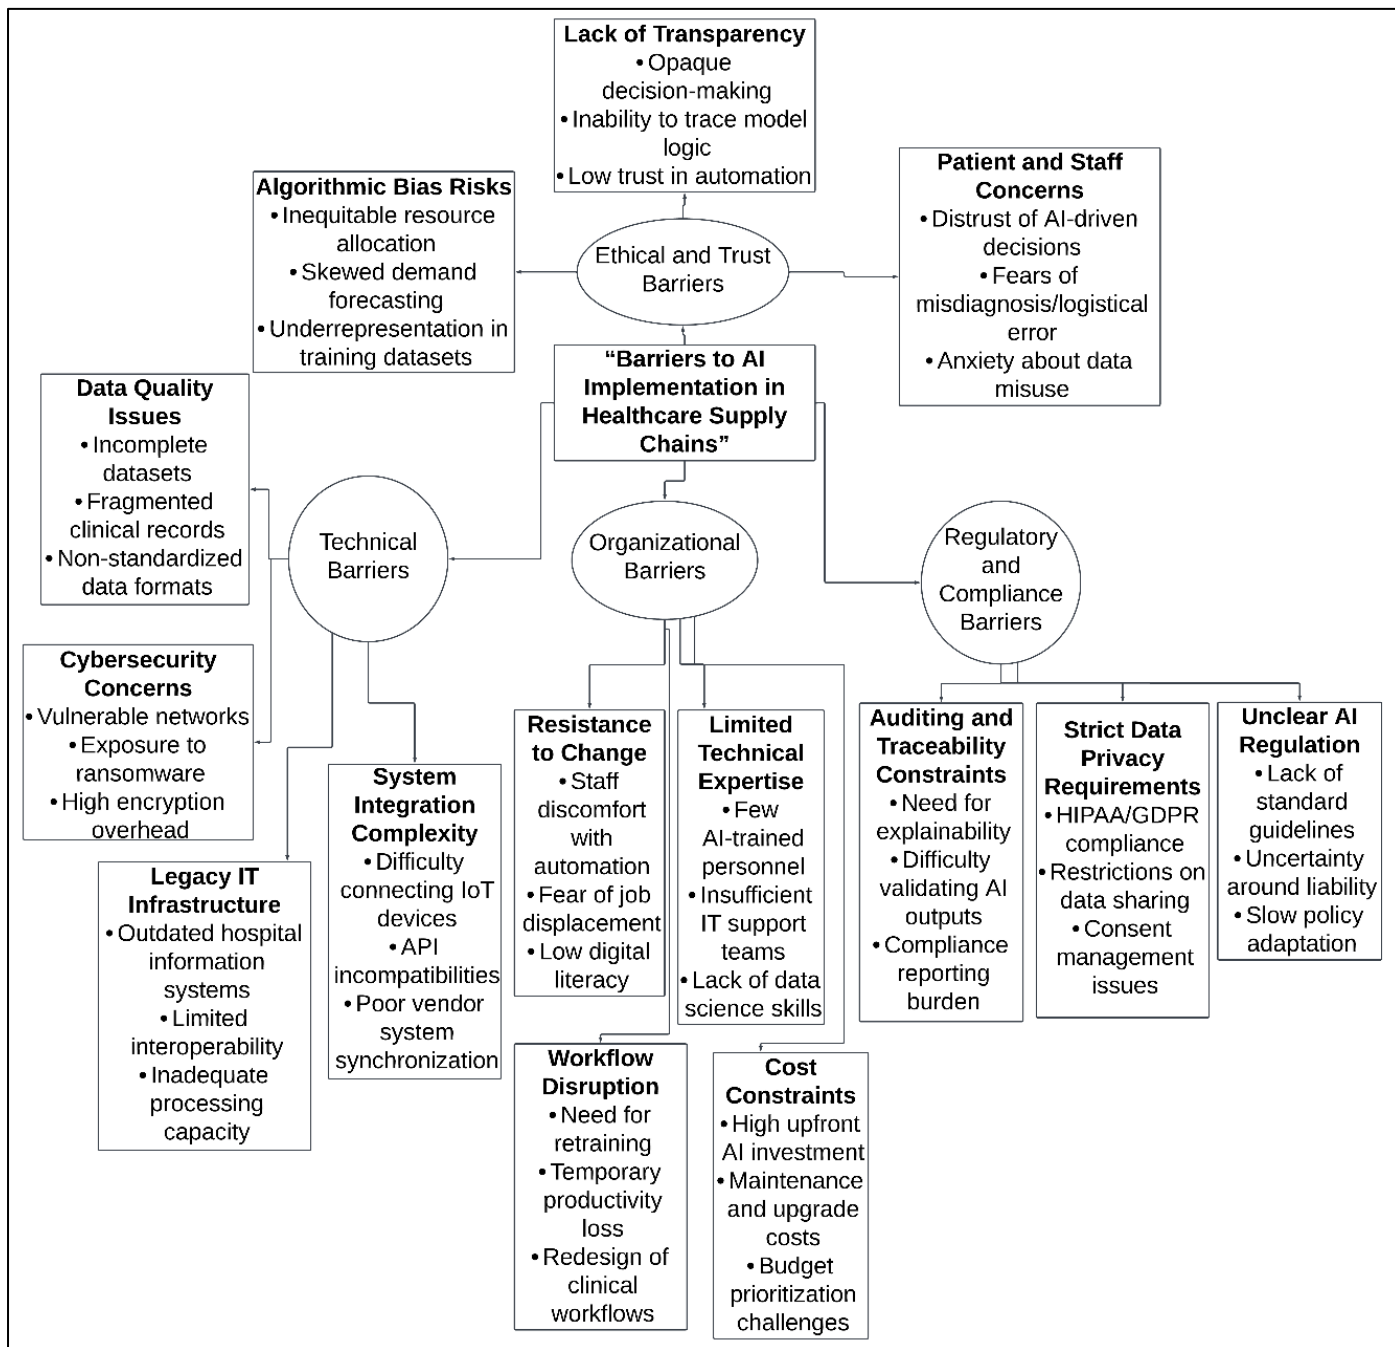 Lack of Transparency
• Opaque
decision-making
• Inability to trace model
logic
• Low trust in automation
Patient and Staff
Concerns
• Distrust of AI-driven
decisions
• Fears of
misdiagnosis/logistical
error
• Anxiety about data
misuse
Algorithmic Bias Risks
• Inequitable resource
allocation
• Skewed demand
forecasting
• Underrepresentation in
training datasets
Ethical and Trust
Barriers
“Barriers to AI
Implementation in
Healthcare Supply
Chains”
Data Quality
Issues
• Incomplete
datasets
• Fragmented
clinical records
• Non-standardized
data formats
Technical
Barriers
Organizational
Barriers
Regulatory
and
Compliance
Barriers
Cybersecurity
Concerns
• Vulnerable networks
• Exposure to
ransomware
• High encryption
overhead
Legacy IT
Infrastructure
• Outdated hospital
information
systems
• Limited
interoperability
• Inadequate
processing
capacity
System
Integration
Complexity
• Difficulty
connecting IoT
devices
• API
incompatibilities
• Poor vendor
system
synchronization
Resistance
to Change
• Staff
discomfort
with
automation
• Fear of job
displacement
• Low digital
literacy
Limited
Technical
Expertise
• Few
AI-trained
personnel
• Insufficient
IT support
teams
• Lack of data
science skills
Workflow
Disruption
• Need for
retraining
• Temporary
productivity
loss
• Redesign of
clinical
workflows
Cost
Constraints
• High upfront
AI investment
• Maintenance
and upgrade
costs
• Budget
prioritization
challenges
Auditing and
Traceability
Constraints
• Need for
explainability
• Difficulty
validating AI
outputs
• Compliance
reporting
burden
Strict Data
Privacy
Requirements
• HIPAA/GDPR
compliance
• Restrictions on
data sharing
• Consent
management
issues
Unclear AI
Regulation
• Lack of
standard
guidelines
• Uncertainty
around liability
• Slow policy
adaptation